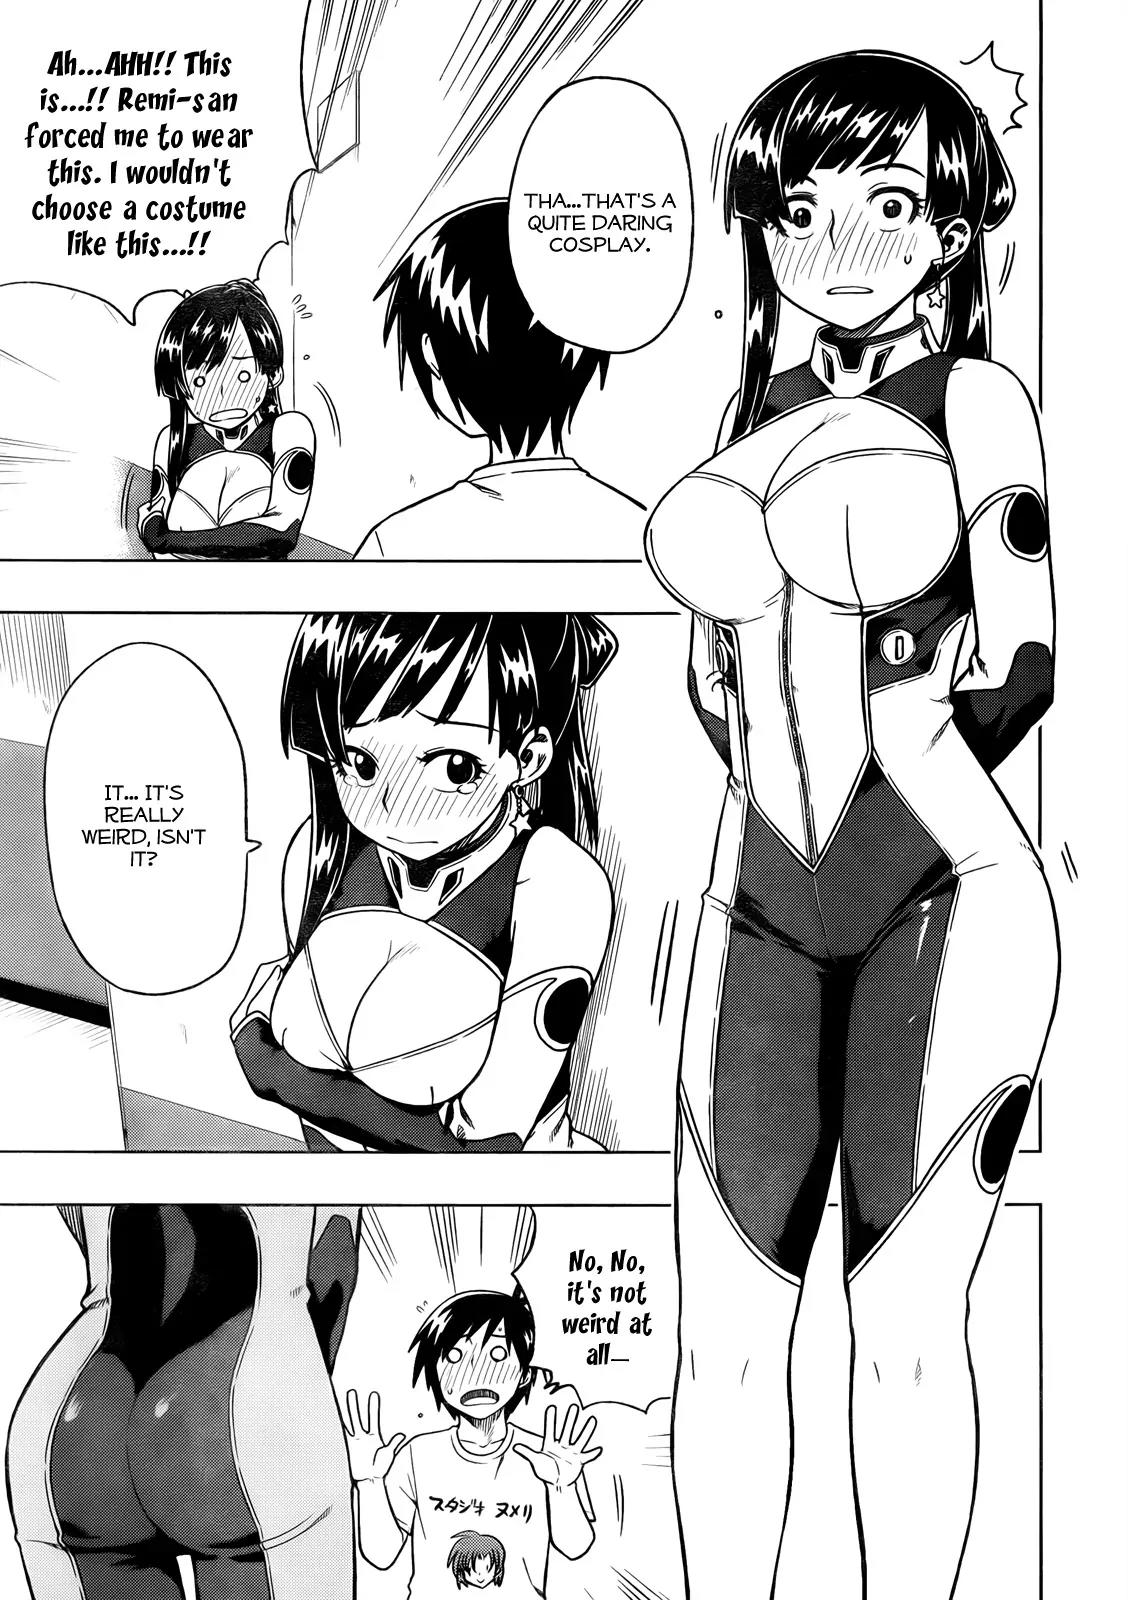 THA...THAT'S A
QUITE DARING
COSPLAY.
Ah...AHH!! This
is...!! Remi-san
forced me to wear
this. I wouldn't
choose a costume
like this...!!
IT... IT'S
REALLY
WEIRD, ISN'T
IT?
No, No,
it's not
weird at
all—
スタジオ ヌメリ